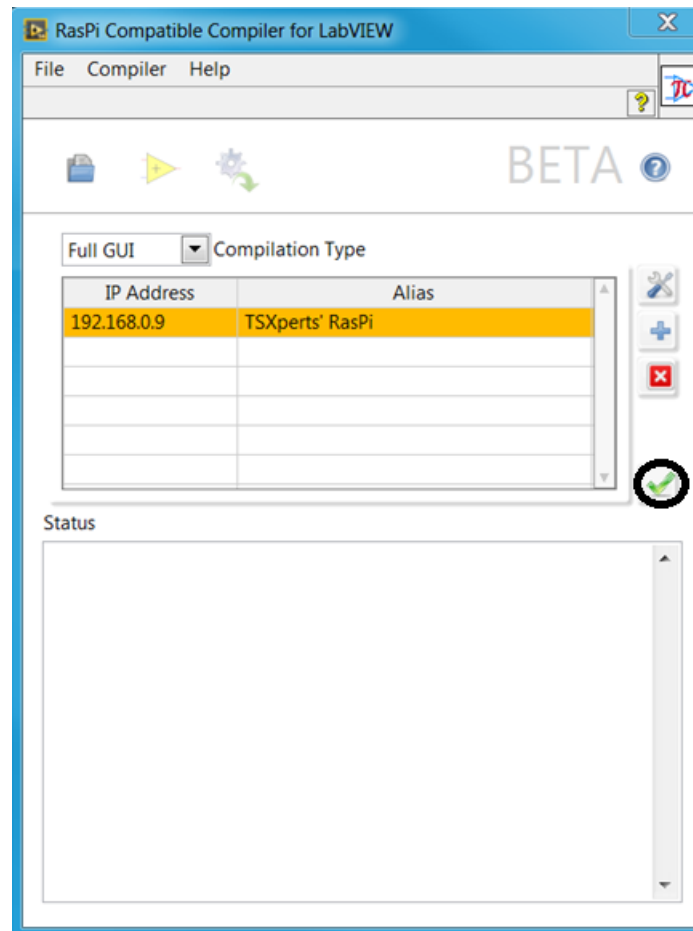 RasPi Compatible Compiler for LabVIEW
File Compiler Help
BETA
Full GUI Compilation Type
IP Address Alias
192.168.0.9 TSXperts' RasPi
Status